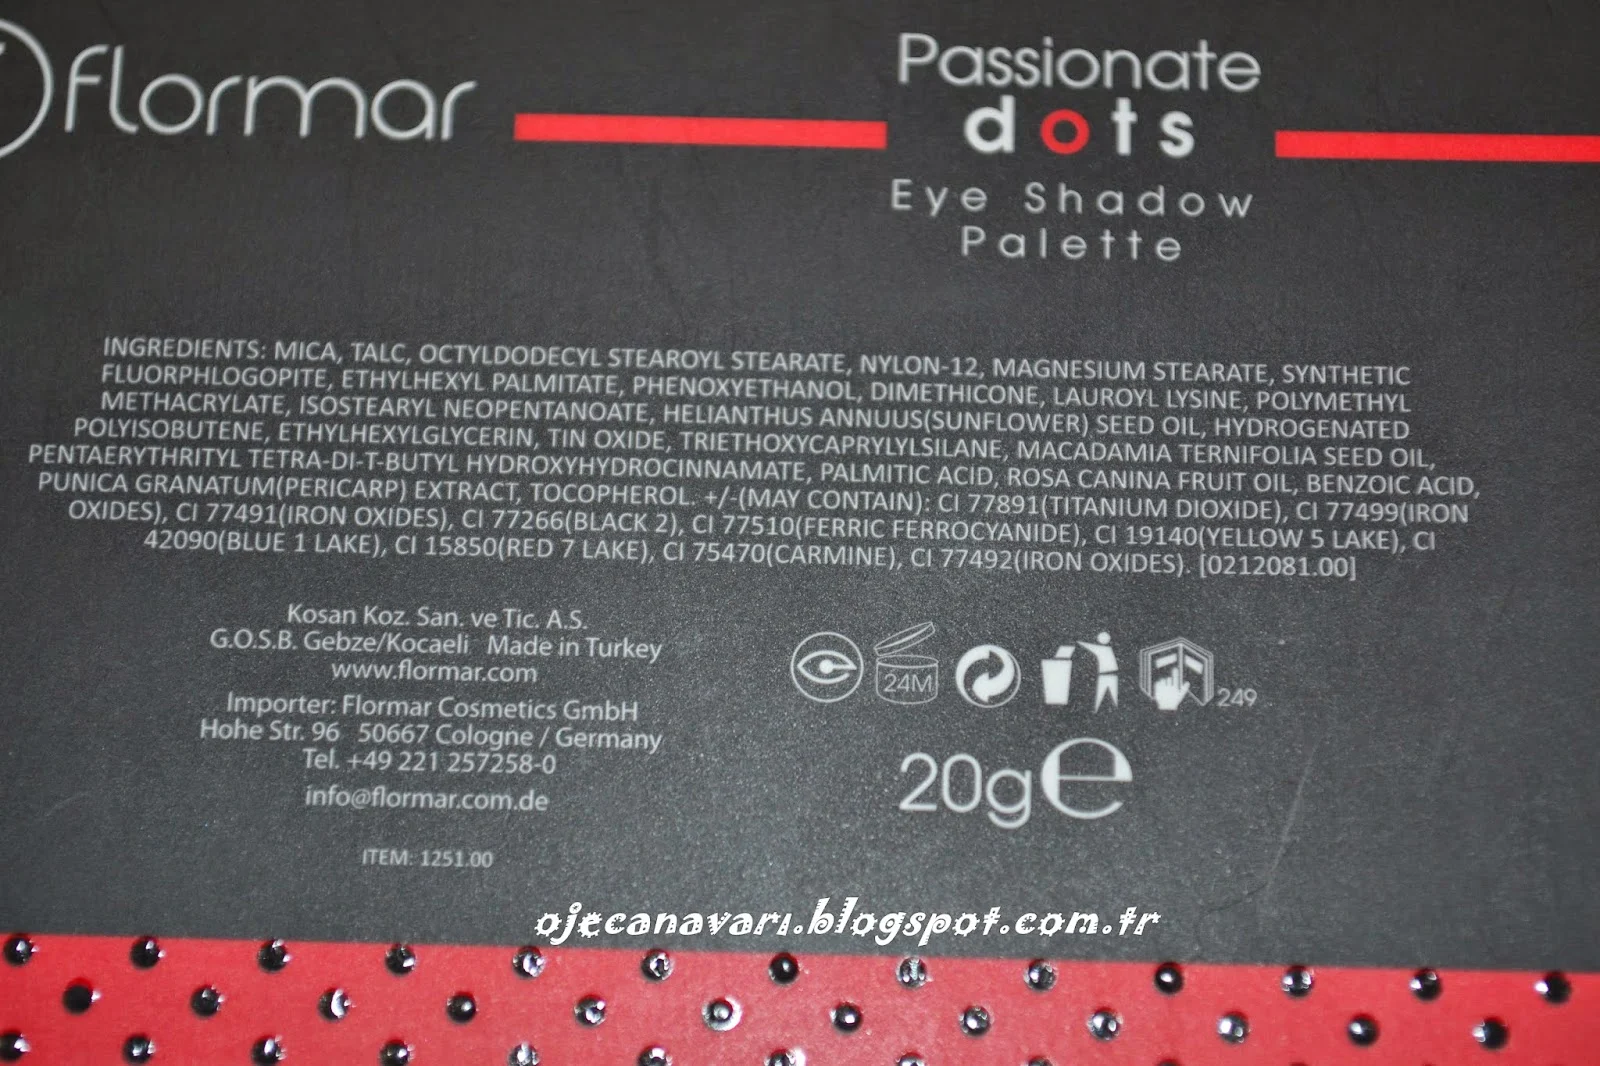 flormar
Passionate
dots
Eye Shadow
Palette
INGREDIENTS: MICA, TALC, OCTYLDODECYL STEAROYL STEARATE, NYLON-12, MAGNESIUM STEARATE, SYNTHETIC
FLUORPHLOGOPITE, ETHYLHEXYL PALMITATE, PHENOXYETHANOL, DIMETHICONE, LAUROYL LYSINE, POLYMETHYL
METHACRYLATE, ISOSTEARYL NEOPENTANOATE, HELIANTHUS ANNUUS(SUNFLOWER) SEED OIL, HYDROGENATED
POLYISOBUTENE, ETHYLHEXYLGLYCERIN, TIN OXIDE, TRIETHOXYCAPRYLYLSILANE, MACADAMIA TERNIFOLIA SEED OIL,
PENTAERYTHRITYL TETRA-DI-T-BUTYL HYDROXYHYDROCINNAMATE, PALMITIC ACID, ROSA CANINA FRUIT OIL, BENZOIC ACID,
PUNICA GRANATUM(PERICARP) EXTRACT, TOCOPHEROL. +/-(MAY CONTAIN): CI 77891(TITANIUM DIOXIDE), CI 77499(IRON
OXIDES), CI 77491(IRON OXIDES), CI 77266(BLACK 2), CI 77510(FERRIC FERROCYANIDE), CI 19140(YELLOW 5 LAKE), CI
42090(BLUE 1 LAKE), CI 15850(RED 7 LAKE), CI 75470(CARMINE), CI 77492(IRON OXIDES). [0212081.00]
Kosan Koz. San. ve Tic. A.S.
G.O.S.B. Gebze/Kocaeli Made in Turkey
www.flormar.com
Importer: Flormar Cosmetics GmbH
Hohe Str. 96 50667 Cologne / Germany
Tel. +49 221 257258-0
info@flormar.com.de
ITEM: 1251.00
24M
249
20g e
ojecanavarı.blogspot.com.tr